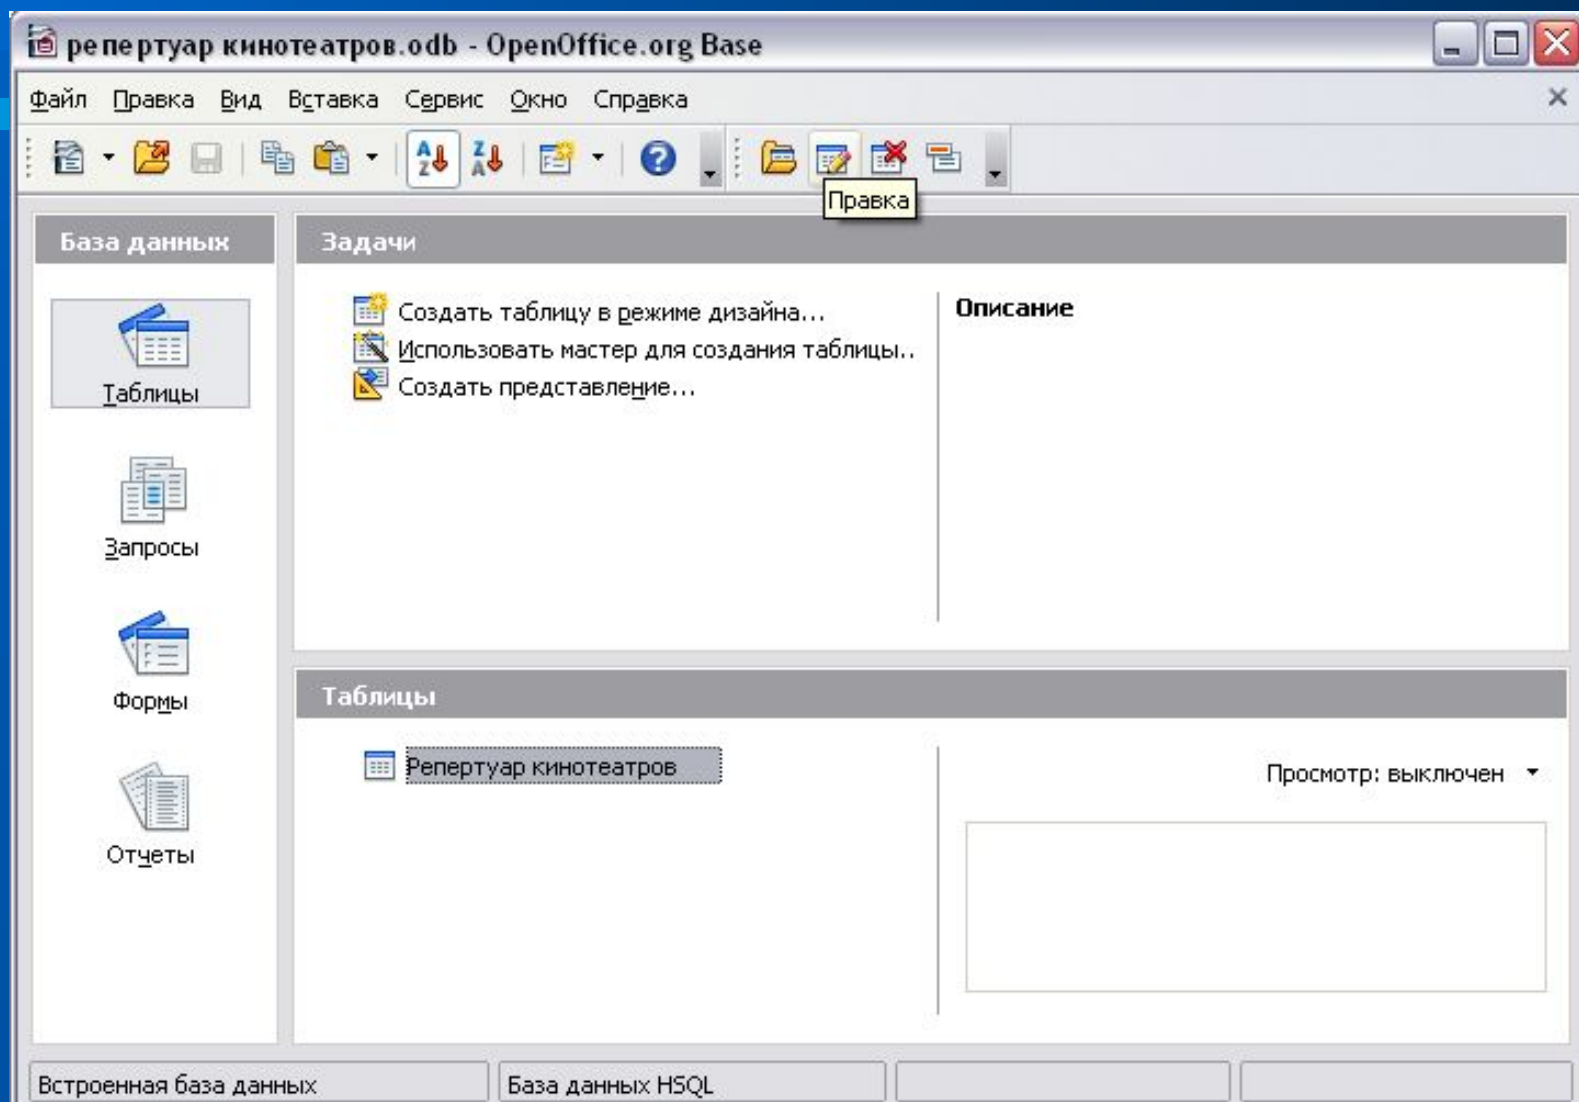 репертуар кинотеатров.odb - OpenOffice.org Base
Файл Правка Вид Вставка Сервис Окно Справка
Правка
База данных
Задачи
Таблицы
Запросы
Формы
Отчеты
Создать таблицу в режиме дизайна...
Использовать мастер для создания таблицы..
Создать представление...
Описание
Таблицы
Репертуар кинотеатров
Просмотр: выключен
Встроенная база данных
База данных HSQL